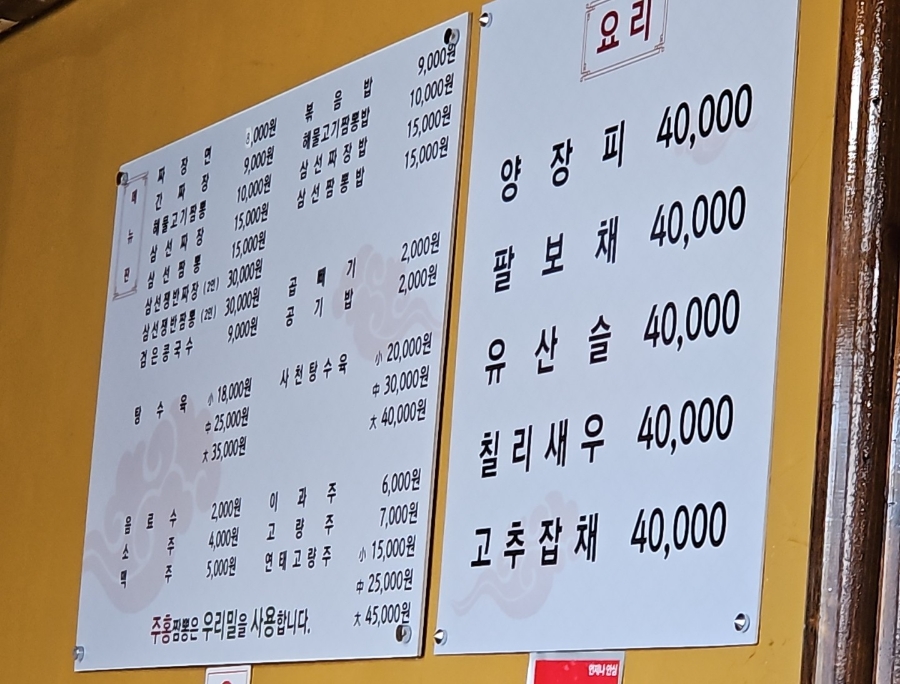 메뉴판
짜장면 8,000원
간짜장 9,000원
해물고기짬뽕 10,000원
삼선짜장 15,000원
삼선짬뽕 15,000원
삼선쟁반짜장 (2인) 30,000원
삼선쟁반짬뽕 (2인) 30,000원
검은콩국수 9,000원
탕수육 小 18,000원
中 25,000원
大 35,000원
음료수 2,000원
소주 4,000원
맥주 5,000원
볶음밥 9,000원
해물고기짬뽕밥 10,000원
삼선짜장밥 15,000원
삼선짬뽕밥 15,000원
곱빼기 2,000원
공기밥 2,000원
사천탕수육 小 20,000원
中 30,000원
大 40,000원
이과주 6,000원
고량주 7,000원
연태고량주 小 15,000원
中 25,000원
大 45,000원
주홍짬뽕은 우리밀을 사용합니다.
요리
양장피 40,000
팔보채 40,000
유산슬 40,000
칠리새우 40,000
고추잡채 40,000
언제나 안심